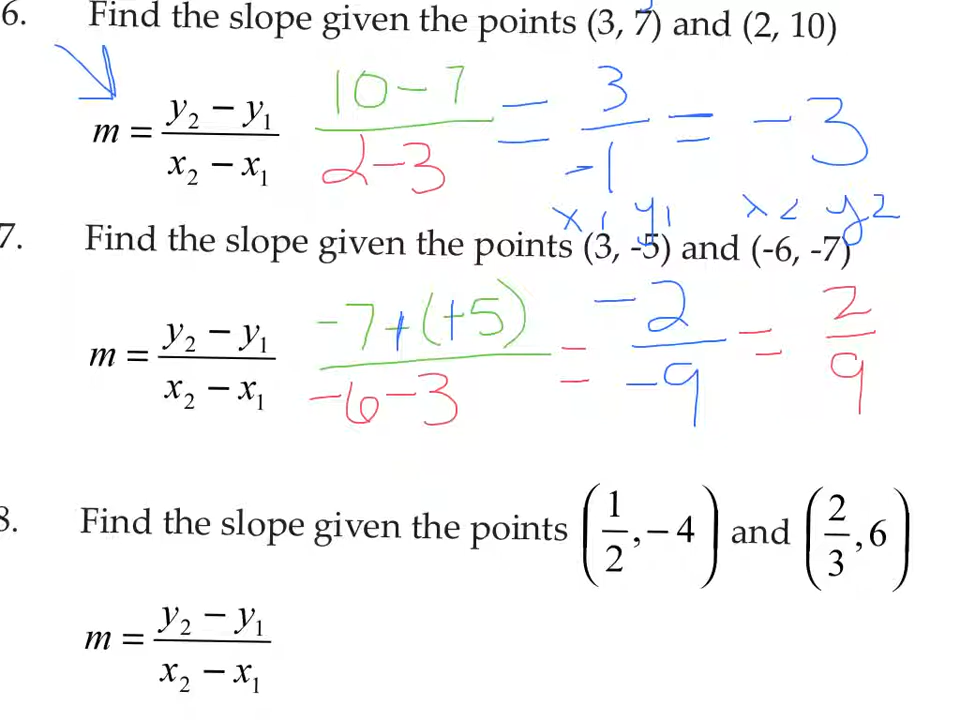 6. Find the slope given the points (3, 7) and (2, 10)
m = y₂ − y₁ / x₂ − x₁ 10 − 7 / 2 − 3 = 3 / -1 = -3
x₁ y₁ x₂ y₂
7. Find the slope given the points (3, -5) and (-6, -7)
m = y₂ − y₁ / x₂ − x₁ -7 + (+5) / -6 - 3 = -2 / -9 = 2 / 9
8. Find the slope given the points (1/2, −4) and (2/3, 6)
m = y₂ − y₁ / x₂ − x₁